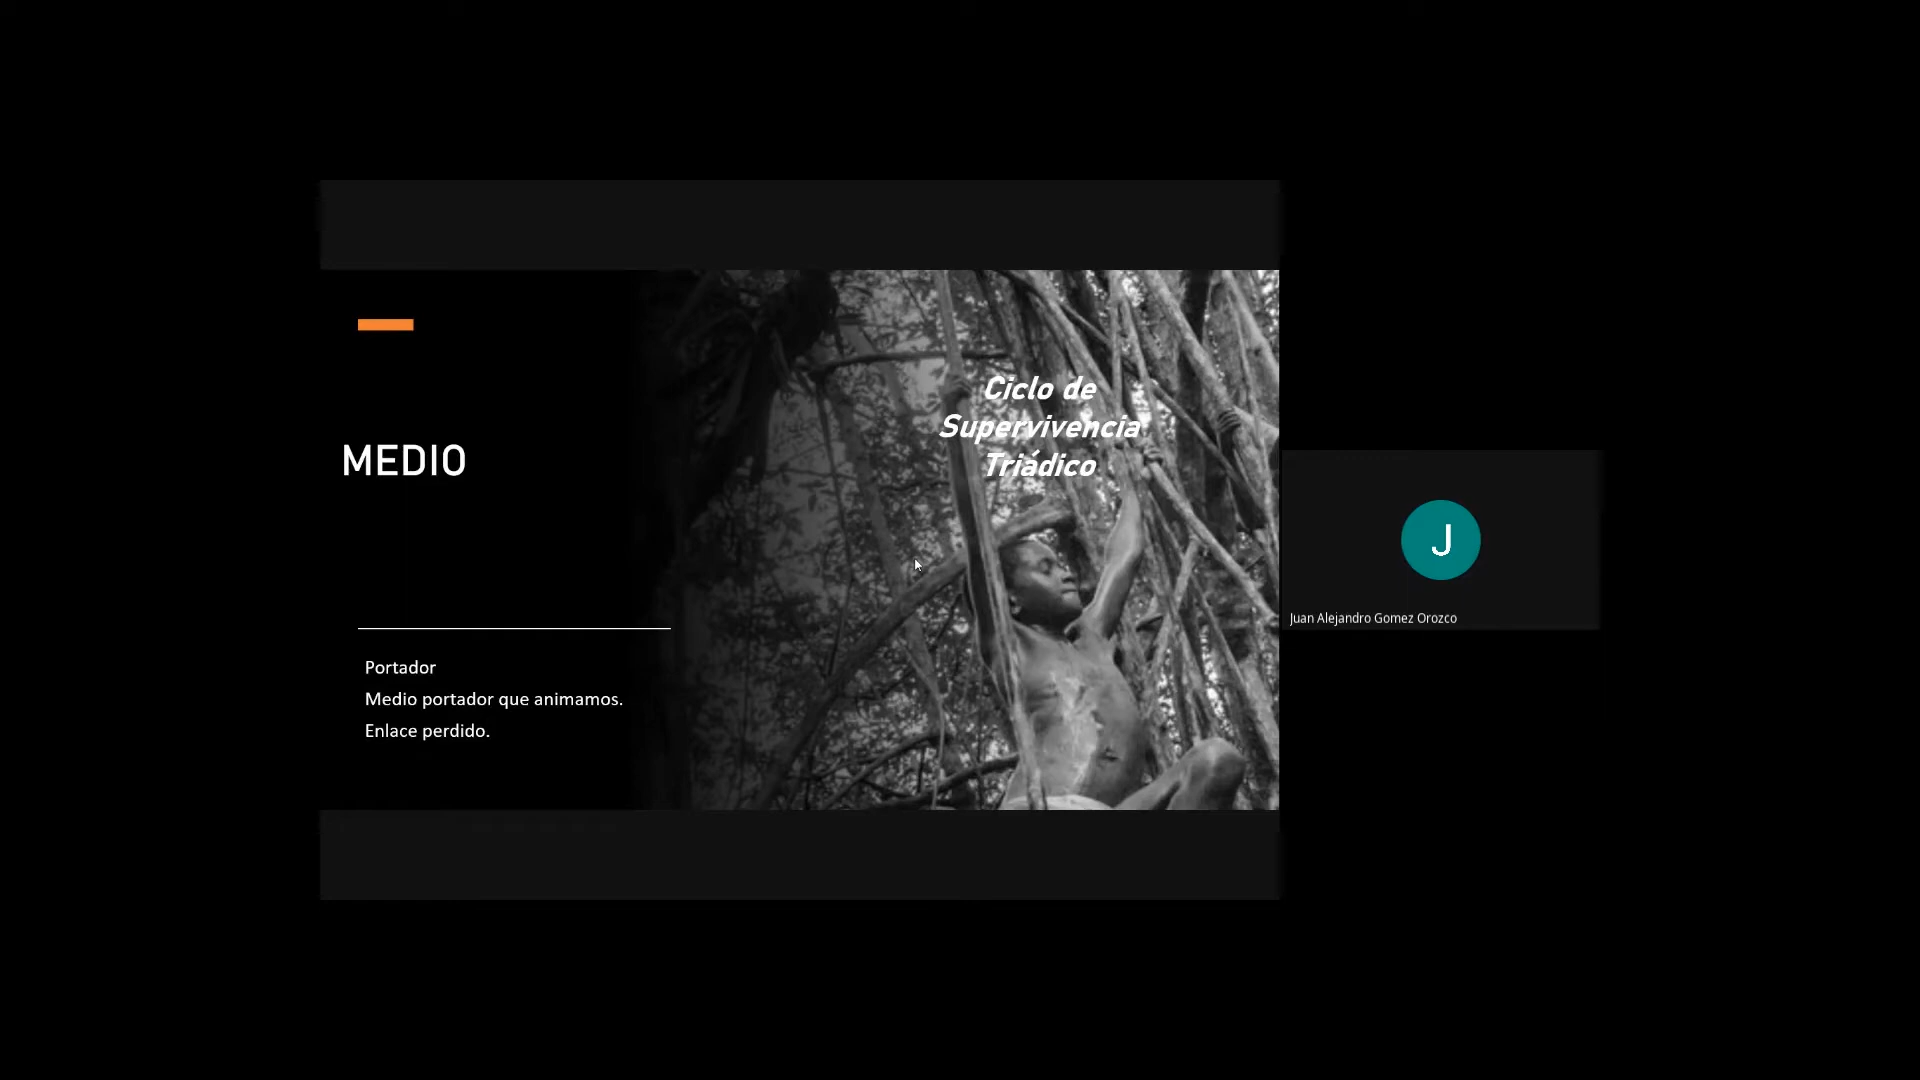 MEDIO
Portador
Medio portador que animamos.
Enlace perdido.
Ciclo de
Supervivencia
Triádico
J
Juan Alejandro Gomez Orozco